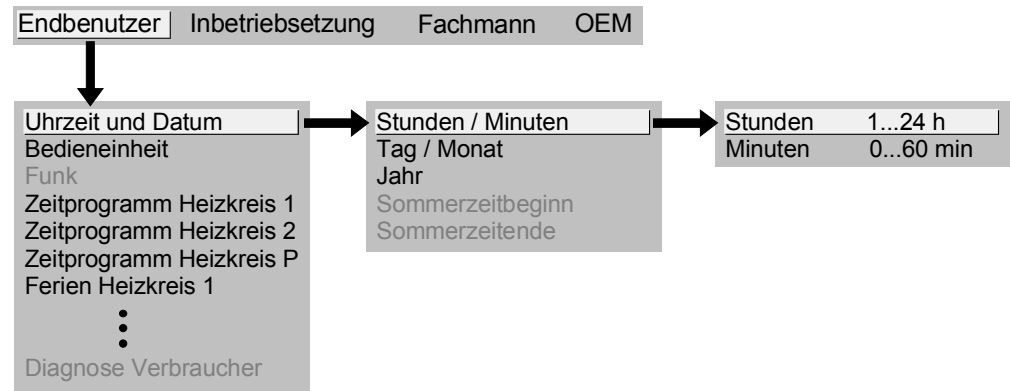 Endbenutzer Inbetriebsetzung Fachmann OEM
Uhrzeit und Datum
Bedieneinheit
Funk
Zeitprogramm Heizkreis 1
Zeitprogramm Heizkreis 2
Zeitprogramm Heizkreis P
Ferien Heizkreis 1
Diagnose Verbraucher
Stunden / Minuten
Tag / Monat
Jahr
Sommerzeitbeginn
Sommerzeitende
Stunden 1...24 h
Minuten 0...60 min